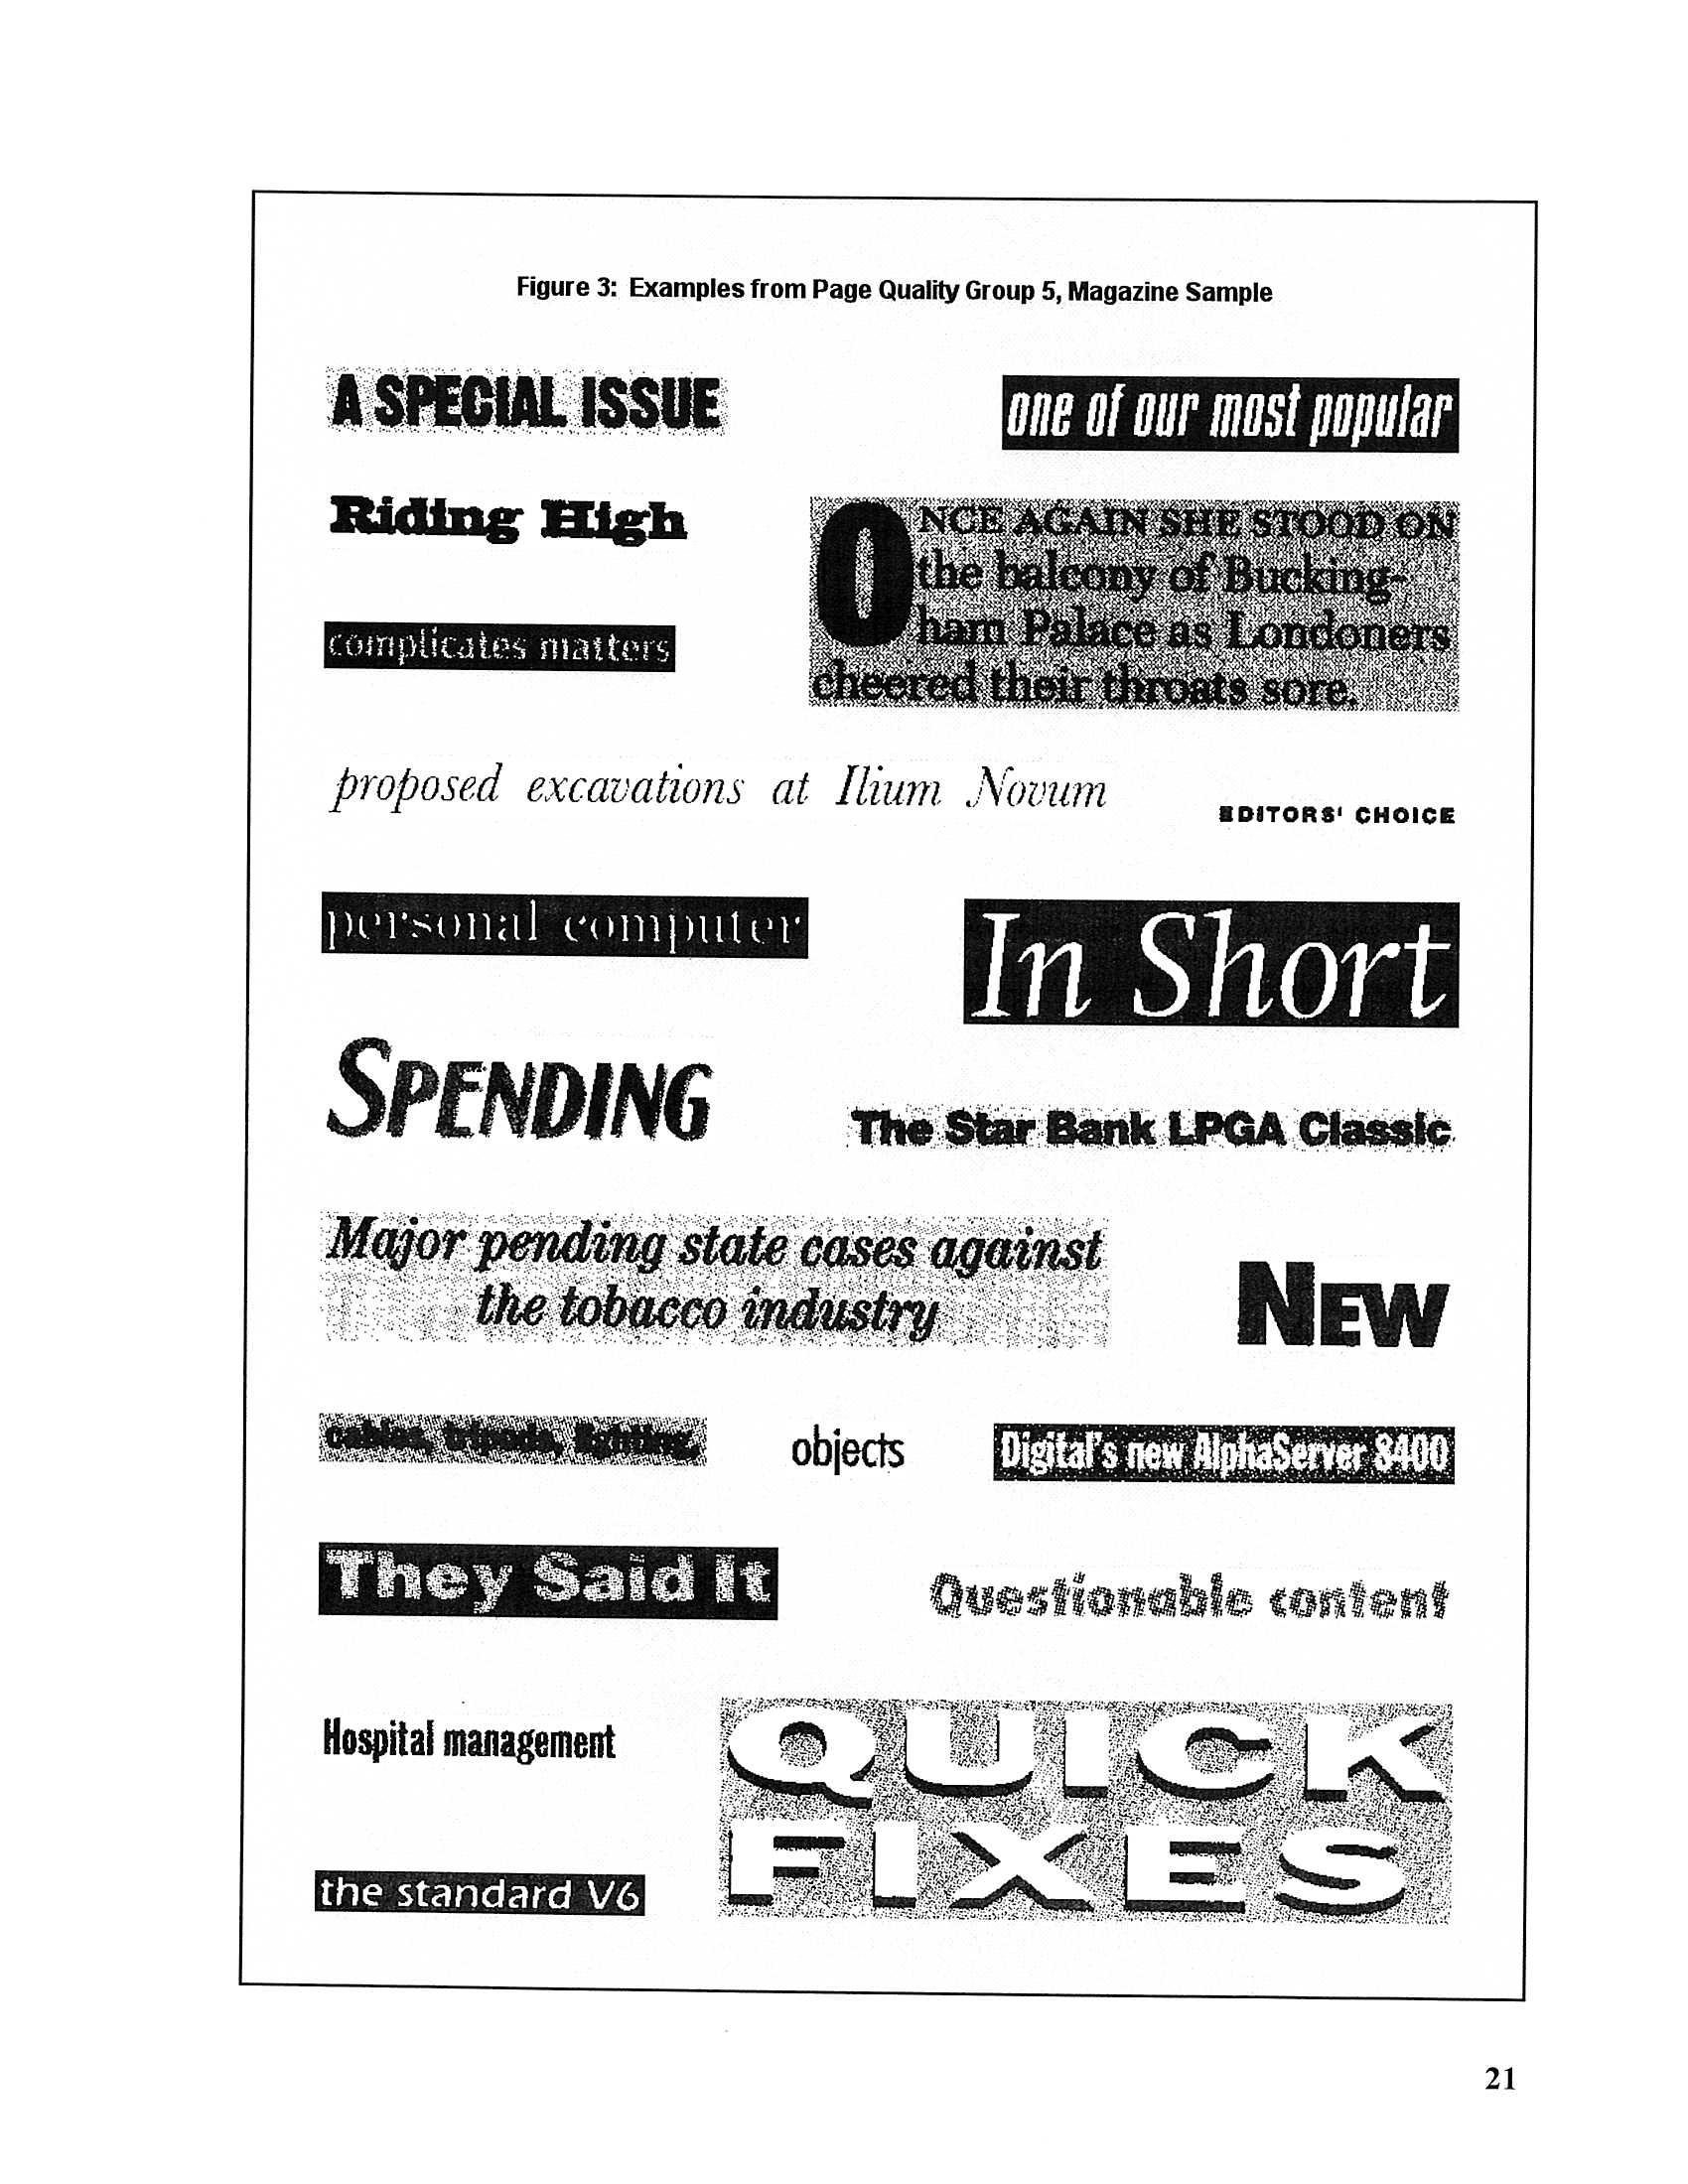 Figure 3: Examples from Page Quality Group 5, Magazine Sample
A SPECIAL ISSUE
one of our most popular
Riding High
ONCE AGAIN SHE STOOD ON
the balcony of Bucking-
ham Palace as Londoners
cheered their throats sore.
complicates matters
proposed excavations at Ilium Novum
EDITORS' CHOICE
personal computer
In Short
SPENDING
The Star Bank LPGA Classic
Major pending state cases against
the tobacco industry
NEW
cables, tripods, lighting,
objects
Digital's new AlphaServer 8400
They Said It
Questionable content
Hospital management
QUICK
FIXES
the standard V6
21